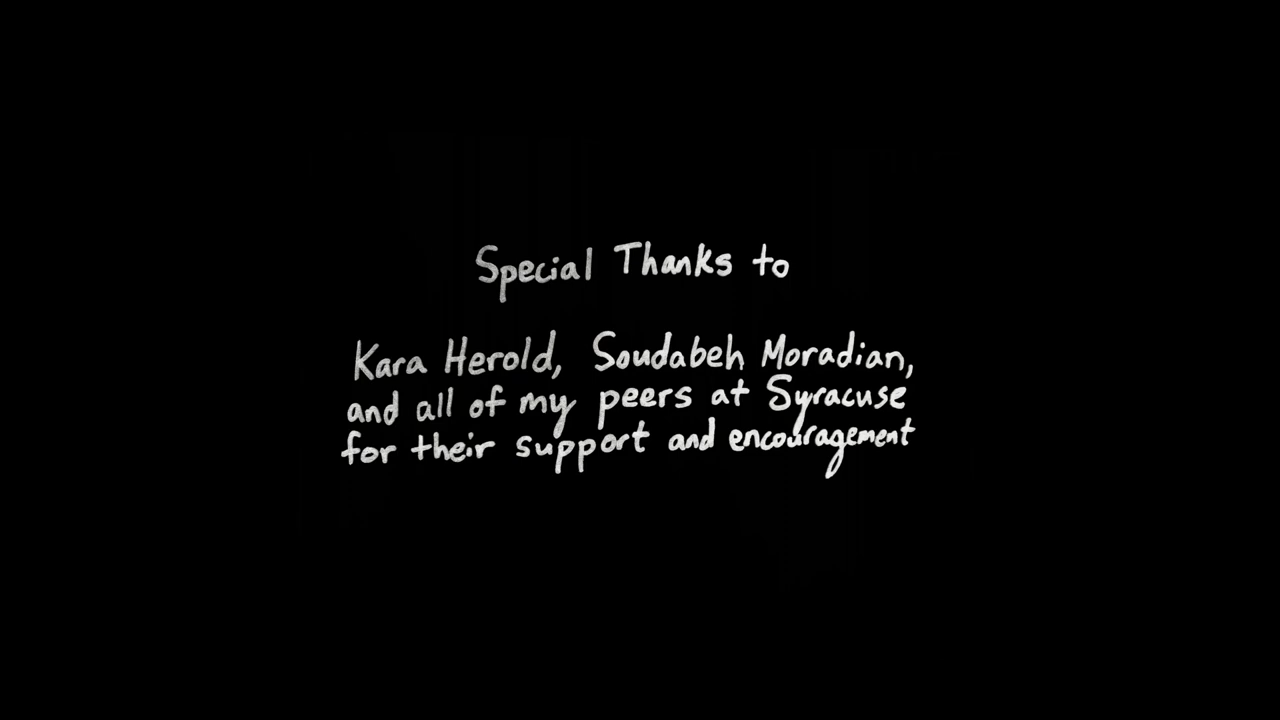 Special Thanks to
Kara Herold, Soudabeh Moradian,
and all of my peers at Syracuse
for their support and encouragement